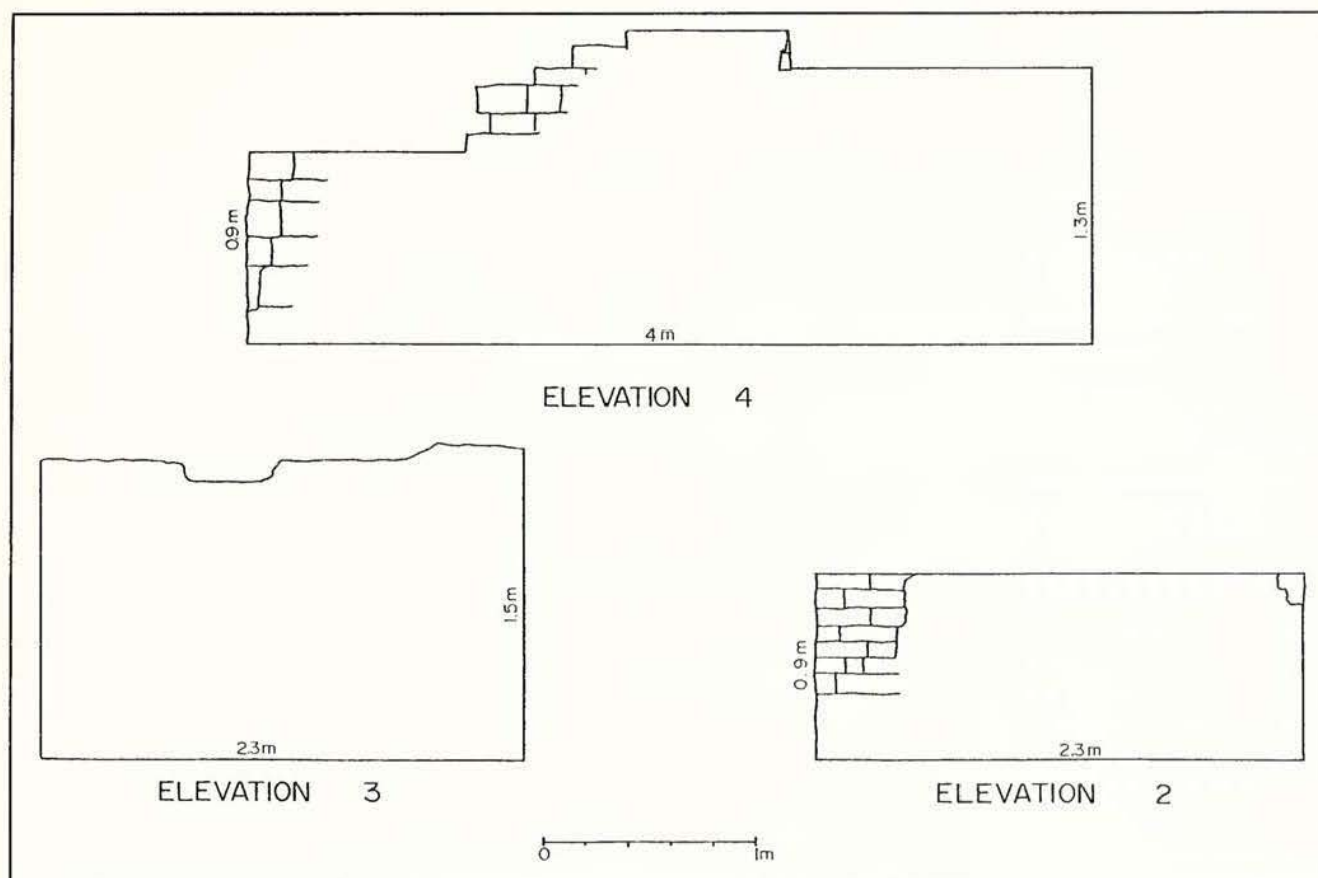 0.9m
1.3m
4m
ELEVATION 4
1.5m
2.3m
ELEVATION 3
0.9m
2.3m
ELEVATION 2
0 1m